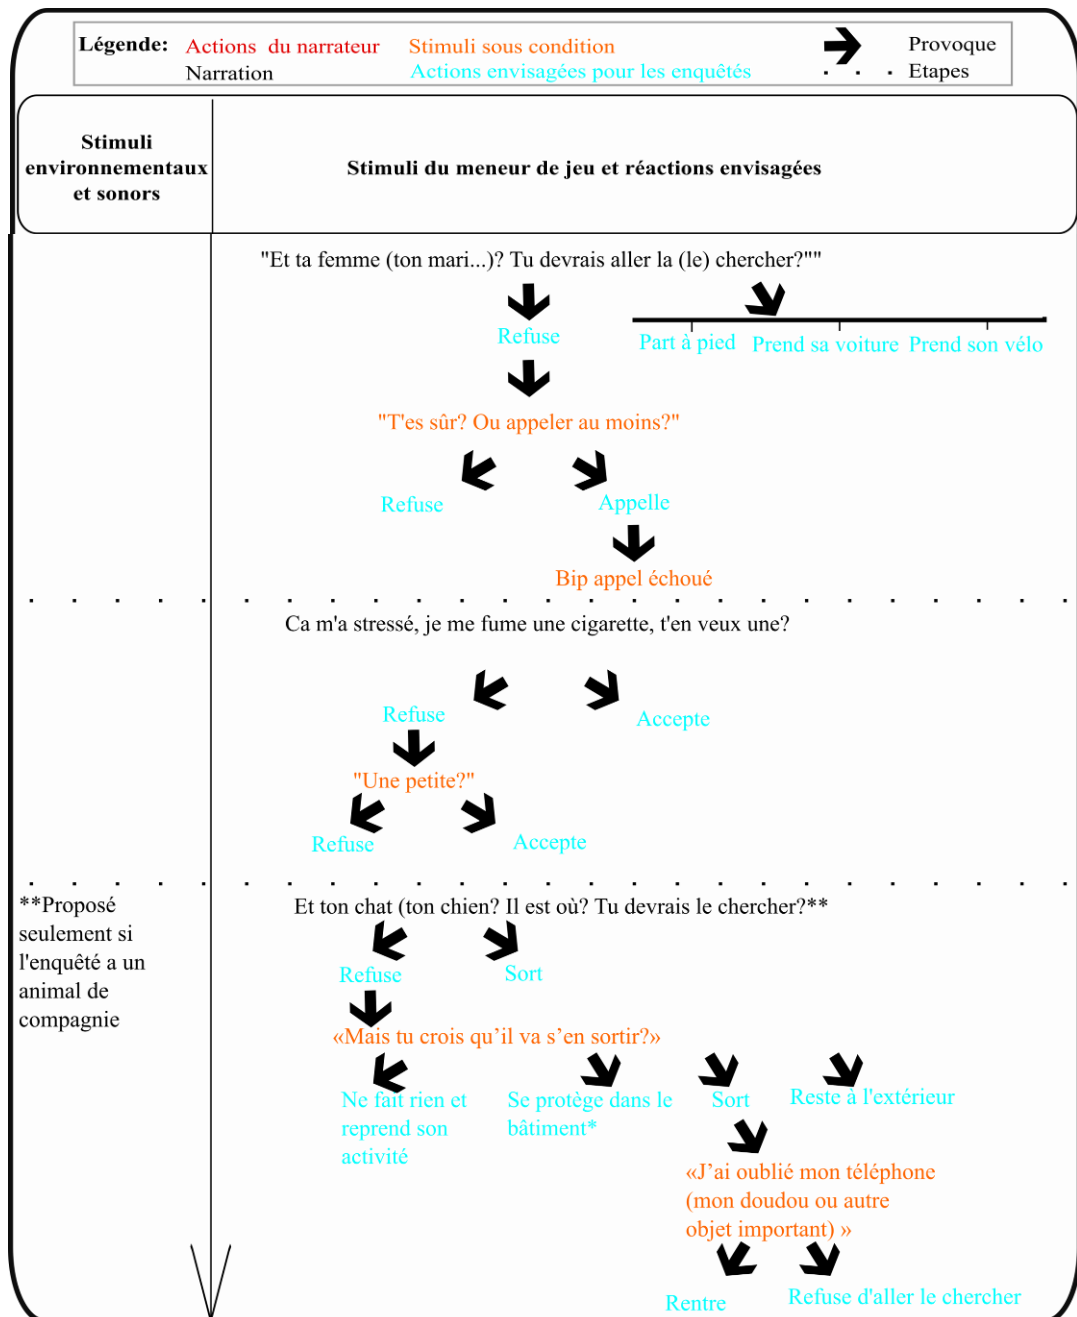 Légende: Actions du narrateur Stimuli sous condition Provoque
Narration Actions envisagées pour les enquêtés Etapes
Stimuli
environnementaux
et sonors
Stimuli du meneur de jeu et réactions envisagées
"Et ta femme (ton mari...)? Tu devrais aller la (le) chercher?""
Refuse
Part à pied Prend sa voiture Prend son vélo
"T'es sûr? Ou appeler au moins?"
Refuse Appelle
Bip appel échoué
Ca m'a stressé, je me fume une cigarette, t'en veux une?
Refuse Accepte
"Une petite?"
Refuse Accepte
**Proposé
seulement si
l'enquêté a un
animal de
compagnie
Et ton chat (ton chien? Il est où? Tu devrais le chercher?**
Refuse Sort
«Mais tu crois qu’il va s’en sortir?»
Ne fait rien et
reprend son
activité
Se protège dans le
bâtiment*
Sort
Reste à l'extérieur
«J’ai oublié mon téléphone
(mon doudou ou autre
objet important) »
Rentre Refuse d'aller le chercher